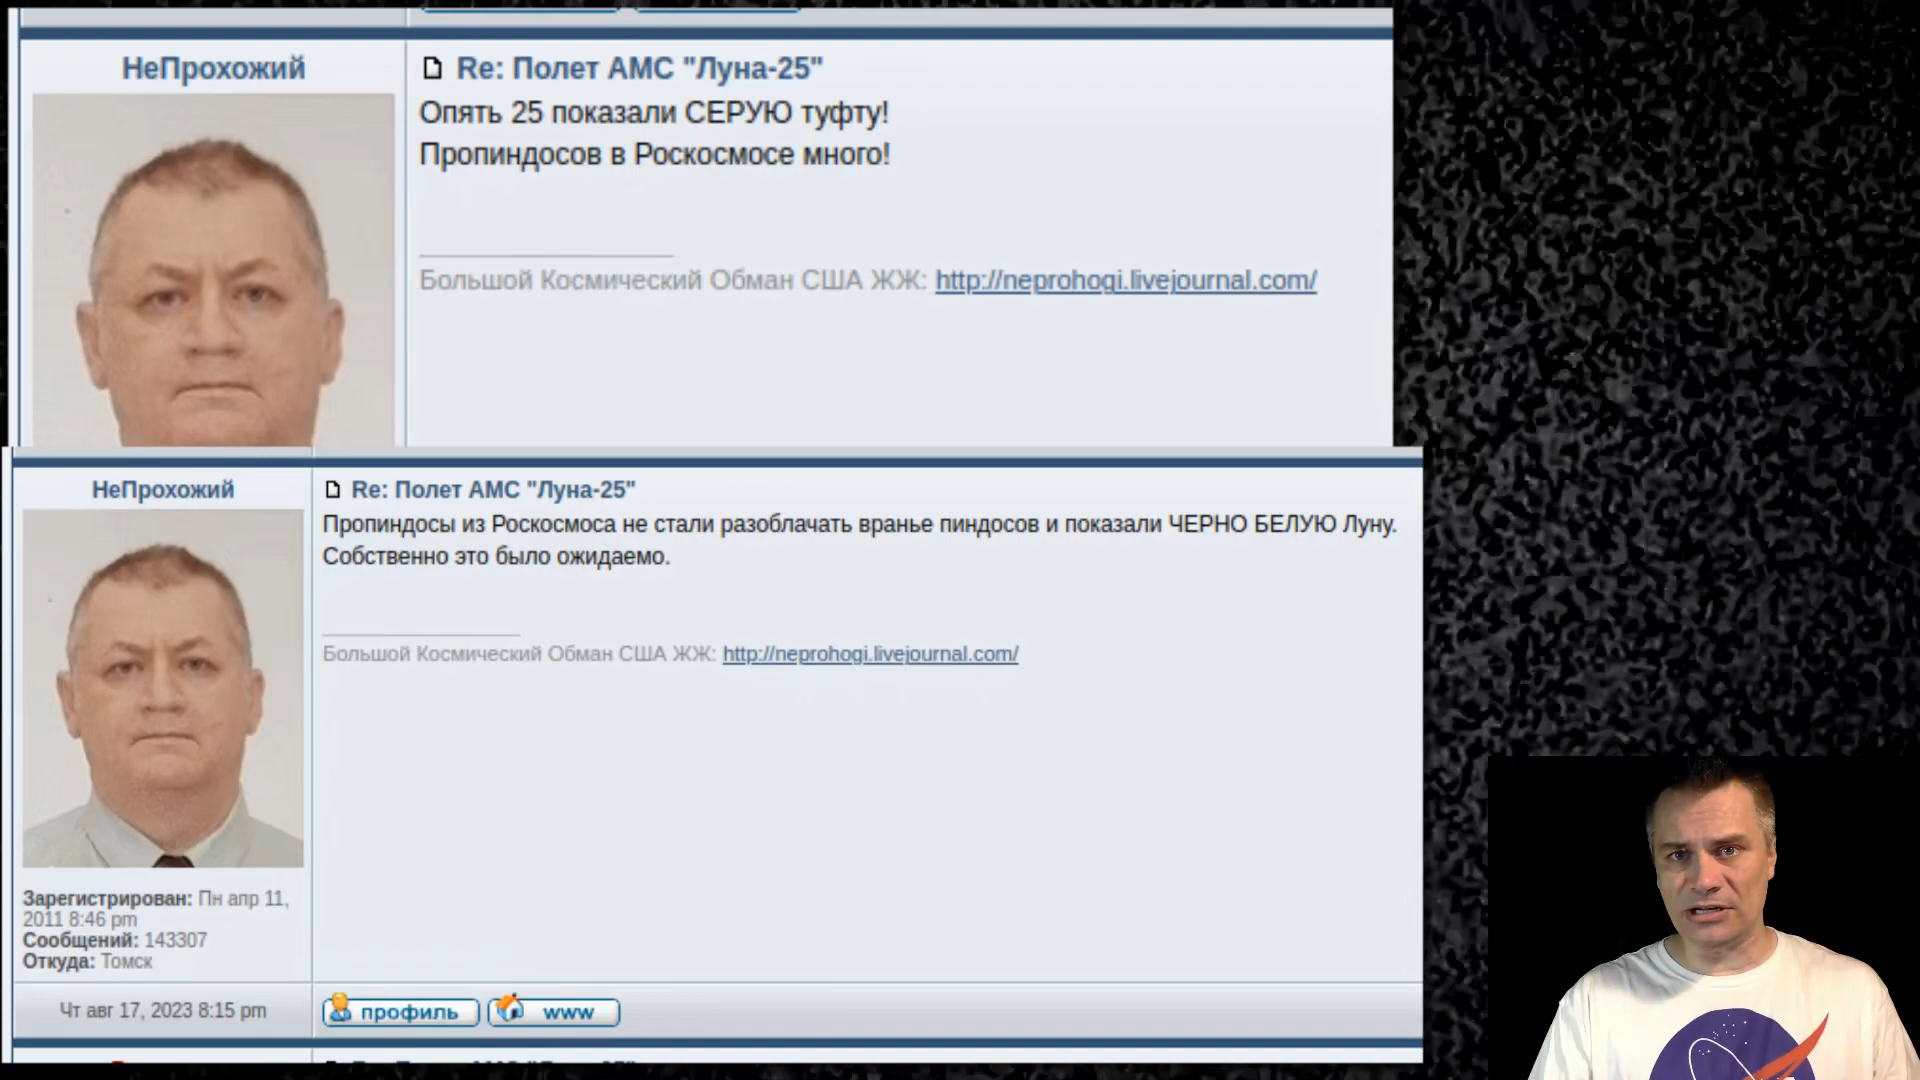 НеПрохожий
Re: Полет АМС "Луна-25"
Опять 25 показали СЕРУЮ туфту!
Пропиндосов в Роскосмосе много!
Большой Космический Обман США ЖЖ: http://neprohogi.livejournal.com/
НеПрохожий
Re: Полет АМС "Луна-25"
Пропиндосы из Роскосмоса не стали разоблачать вранье пиндосов и показали ЧЕРНО БЕЛУЮ Луну.
Собственно это было ожидаемо.
Большой Космический Обман США ЖЖ: http://neprohogi.livejournal.com/
Зарегистрирован: Пн апр 11,
2011 8:46 pm
Сообщений: 143307
Откуда: Томск
Чт авг 17, 2023 8:15 pm
профиль
www